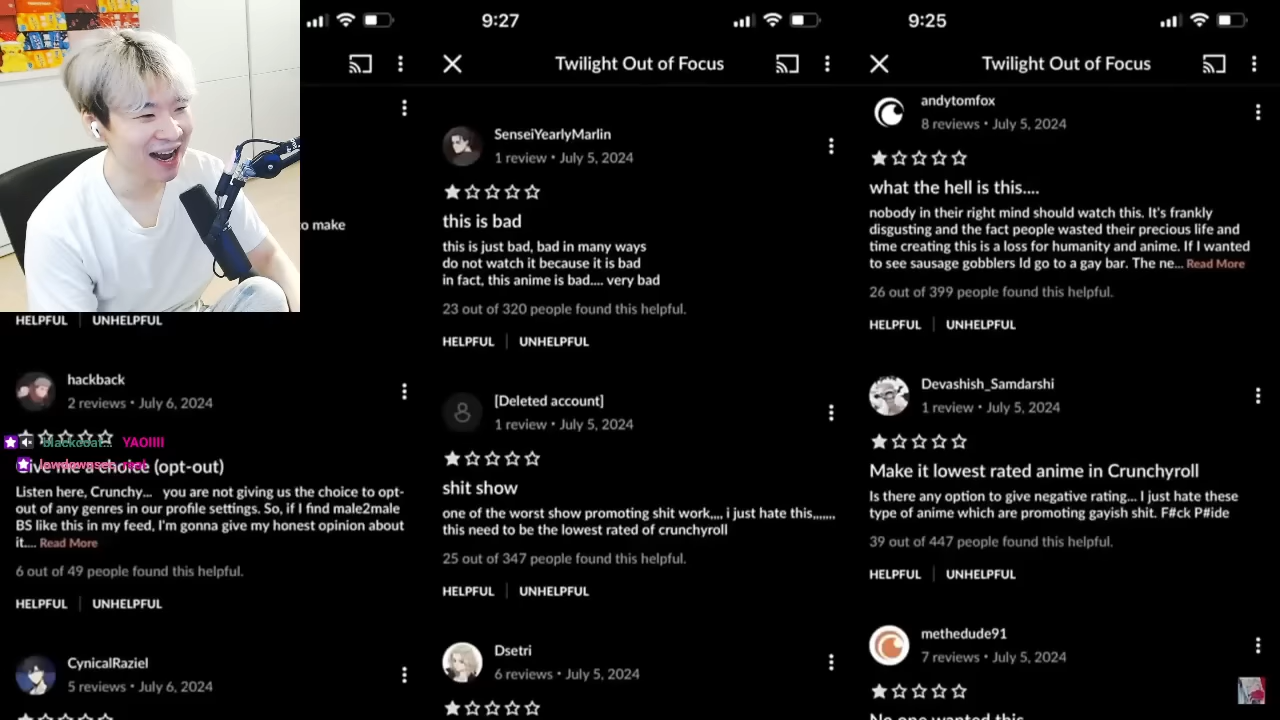 9:27
9:25
Twilight Out of Focus
Twilight Out of Focus
o make
HELPFUL
UNHELPFUL
hackback
2 reviews • July 6, 2024
YAOIIII
Give me a choice (opt-out)
Listen here, Crunchy... you are not giving us the choice to opt-
out of any genres in our profile settings. So, if I find male2male
BS like this in my feed, I'm gonna give my honest opinion about
it.... Read More
6 out of 49 people found this helpful.
HELPFUL
UNHELPFUL
CynicalRaziel
5 reviews • July 6, 2024
SenseiYearlyMarlin
1 review • July 5, 2024
this is bad
this is just bad, bad in many ways
do not watch it because it is bad
in fact, this anime is bad.... very bad
23 out of 320 people found this helpful.
HELPFUL
UNHELPFUL
[Deleted account]
1 review • July 5, 2024
shit show
one of the worst show promoting shit work,,,, i just hate this,,,,,,,
this need to be the lowest rated of crunchyroll
25 out of 347 people found this helpful.
HELPFUL
UNHELPFUL
Dsetri
6 reviews • July 5, 2024
andytomfox
8 reviews • July 5, 2024
what the hell is this....
nobody in their right mind should watch this. It's frankly
disgusting and the fact people wasted their precious life and
time creating this is a loss for humanity and anime. If I wanted
to see sausage gobblers Id go to a gay bar. The ne... Read More
26 out of 399 people found this helpful.
HELPFUL
UNHELPFUL
Devashish_Samdarshi
1 review • July 5, 2024
Make it lowest rated anime in Crunchyroll
Is there any option to give negative rating... I just hate these
type of anime which are promoting gayish shit. F#ck P#ide
39 out of 447 people found this helpful.
HELPFUL
UNHELPFUL
methedude91
7 reviews • July 5, 2024
No one wanted this